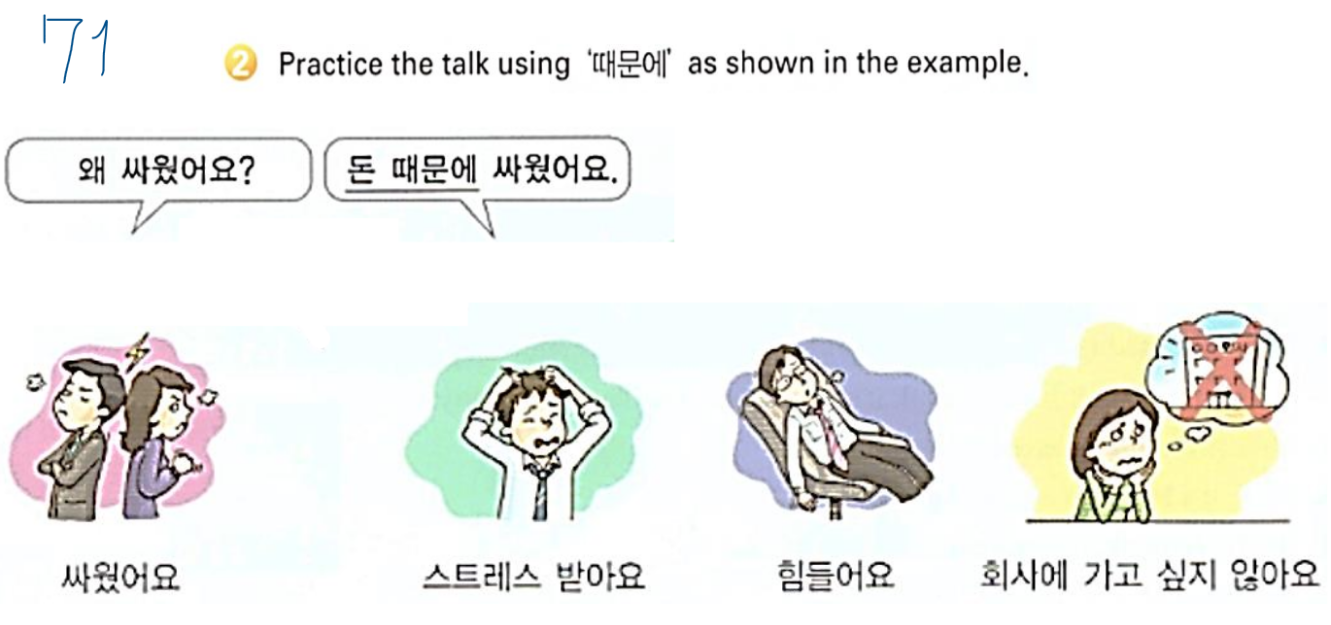 71
2 Practice the talk using '때문에' as shown in the example.
왜 싸웠어요? 돈 때문에 싸웠어요.
싸웠어요 스트레스 받아요 힘들어요 회사에 가고 싶지 않아요